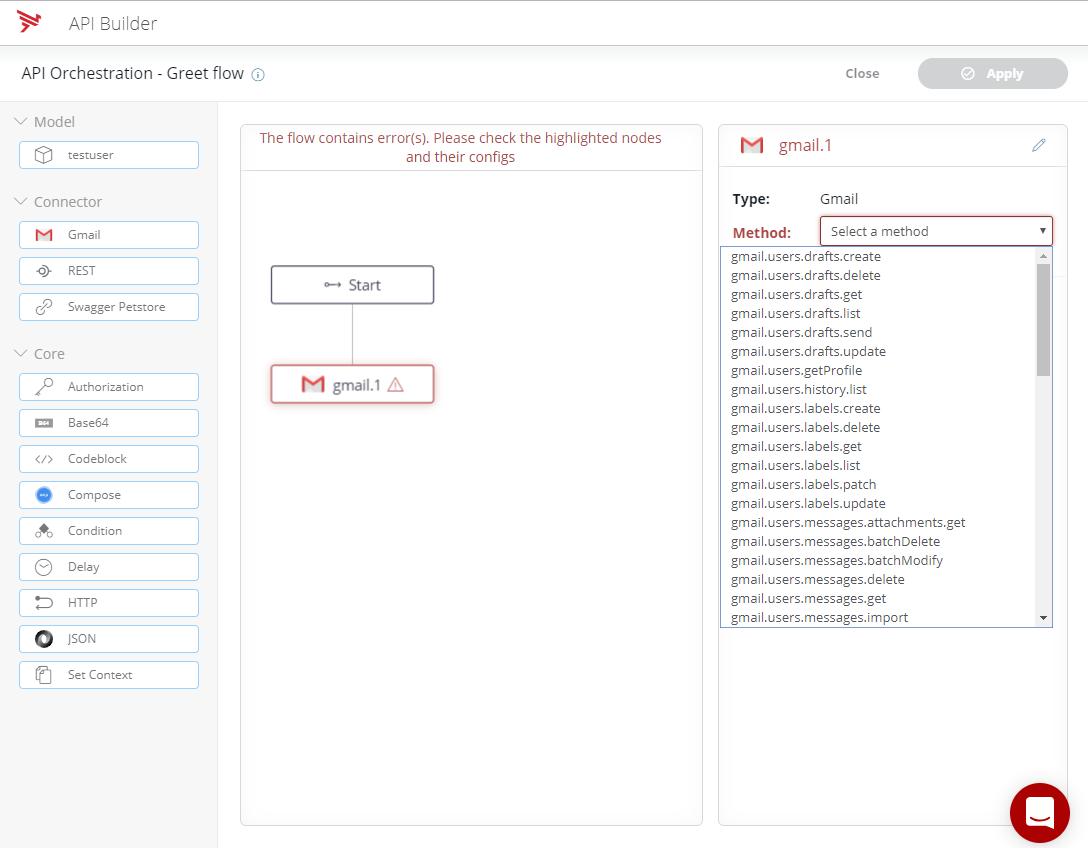 API Builder
API Orchestration - Greet flow
Close
Apply
Model
testuser
Connector
Gmail
REST
Swagger Petstore
Core
Authorization
Base64
Codeblock
Compose
Condition
Delay
HTTP
JSON
Set Context
The flow contains error(s). Please check the highlighted nodes
and their configs
Start
gmail.1
gmail.1
Type: Gmail
Method: Select a method
gmail.users.drafts.create
gmail.users.drafts.delete
gmail.users.drafts.get
gmail.users.drafts.list
gmail.users.drafts.send
gmail.users.drafts.update
gmail.users.getProfile
gmail.users.history.list
gmail.users.labels.create
gmail.users.labels.delete
gmail.users.labels.get
gmail.users.labels.list
gmail.users.labels.patch
gmail.users.labels.update
gmail.users.messages.attachments.get
gmail.users.messages.batchDelete
gmail.users.messages.batchModify
gmail.users.messages.delete
gmail.users.messages.get
gmail.users.messages.import